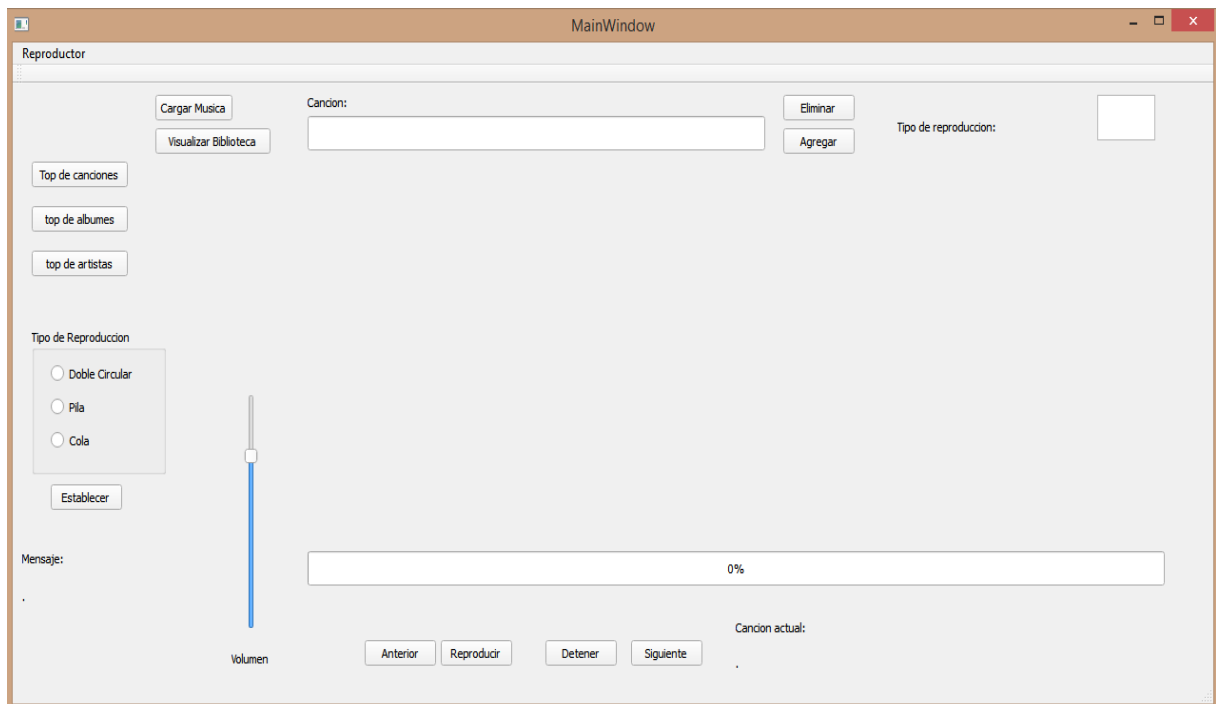 MainWindow
Reproductor
Cargar Musica
Cancion:
Eliminar
Tipo de reproduccion:
Visualizar Biblioteca
Agregar
Top de canciones
top de albumes
top de artistas
Tipo de Reproduccion
Doble Circular
Pila
Cola
Establecer
Mensaje:
.
0%
Volumen
Anterior
Reproducir
Detener
Siguiente
Cancion actual:
.